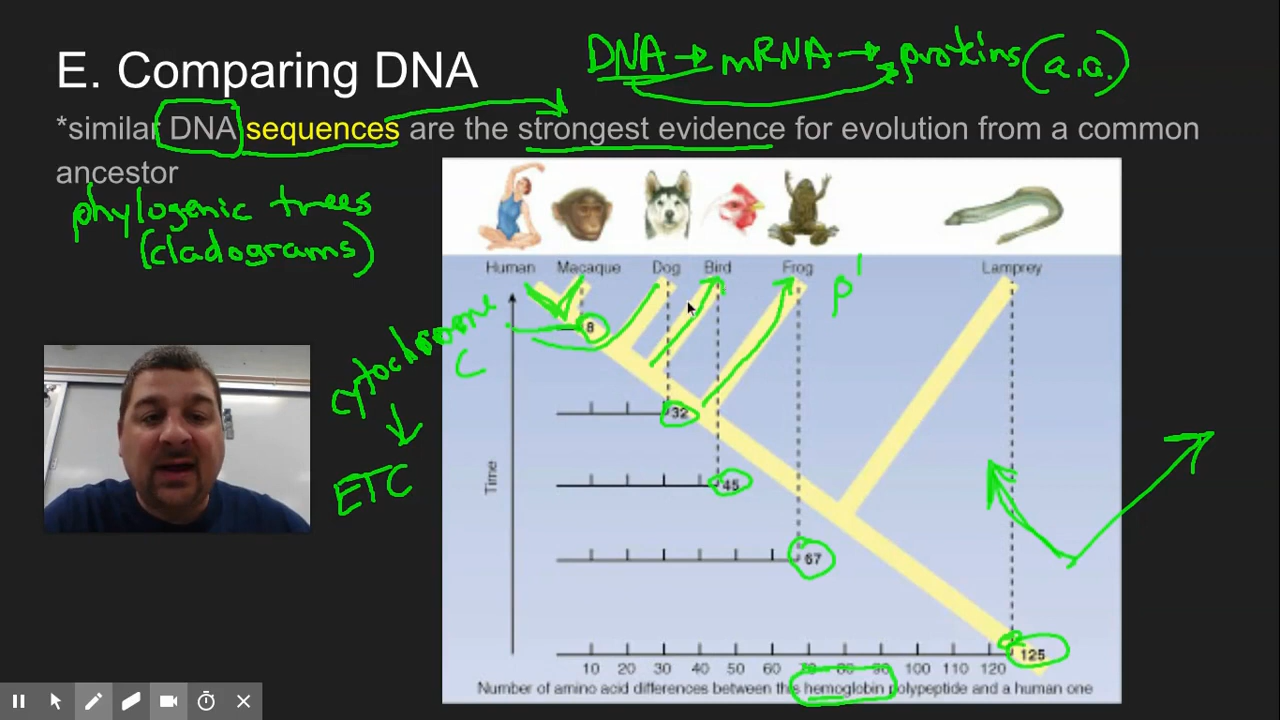 E. Comparing DNA
DNA → mRNA → protins (a.a.)
*similar DNA sequences are the strongest evidence for evolution from a common
ancestor
phylogenic trees
(cladograms)
Human Macaque Dog Bird Frog Lamprey
p'
cytochrome
C
ETC
8
32
45
67
125
Time
10 20 30 40 50 60 70 80 90 100 110 120
Number of amino acid differences between this hemoglobin polypeptide and a human one